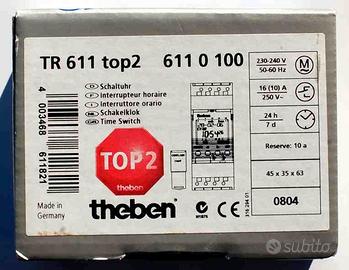 TR 611 top2 611 0 100
Schaltuhr
Interrupteur horaire
Interruttore orario
Schakelklok
Time Switch
4 003468 611821
TOP2
theben
Made in
Germany
theben
230-240 V
50-60 Hz
M
16 (10) A
250 V~
24 h
7 d
Reserve: 10 a
45 x 35 x 63
0804
subito